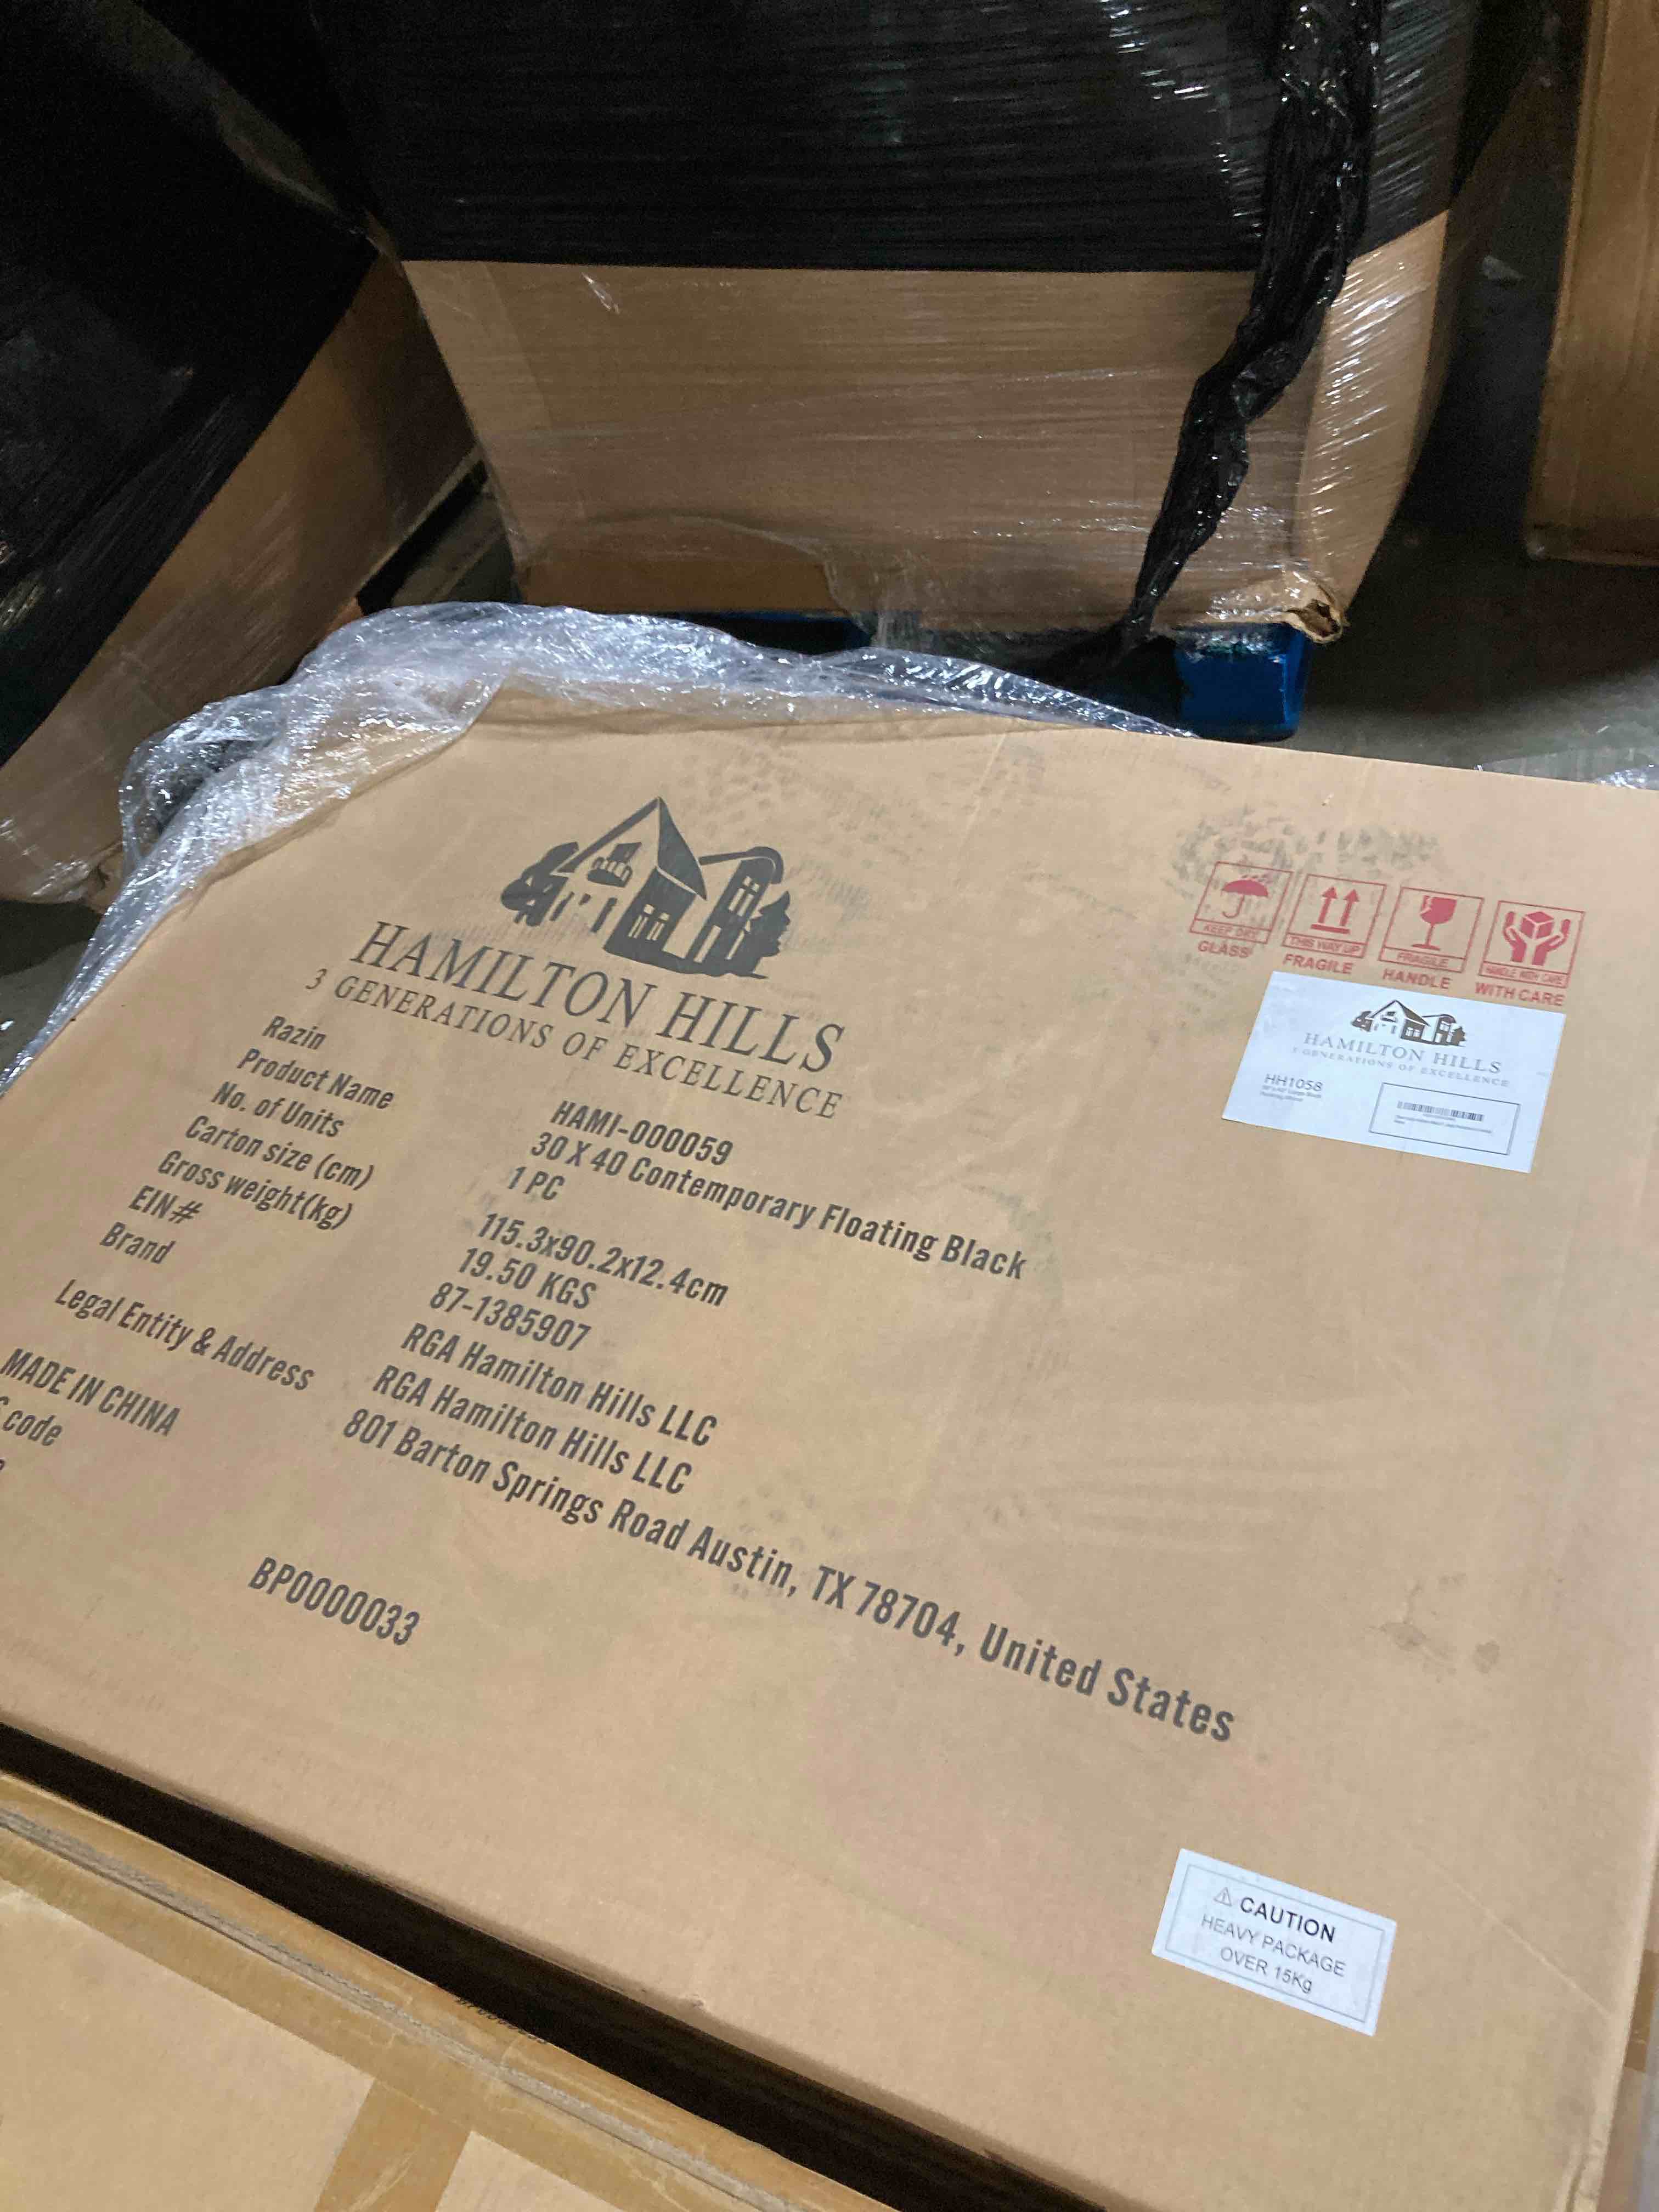 HAMILTON HILLS
3 GENERATIONS OF EXCELLENCE
Razin HAMI-000059
Product Name 30 X 40 Contemporary Floating Black
No. of Units 1 PC
Carton size (cm) 115.3x90.2x12.4cm
Gross weight(kg) 19.50 KGS
EIN# 87-1385907
Brand RGA Hamilton Hills LLC
Legal Entity & Address RGA Hamilton Hills LLC
801 Barton Springs Road Austin, TX 78704, United States
MADE IN CHINA
code
BP0000033
KEEP DRY
THIS WAY UP
FRAGILE
HANDLE WITH CARE
GLASS FRAGILE HANDLE WITH CARE
HAMILTON HILLS
3 GENERATIONS OF EXCELLENCE
HH1058
⚠ CAUTION
HEAVY PACKAGE
OVER 15Kg